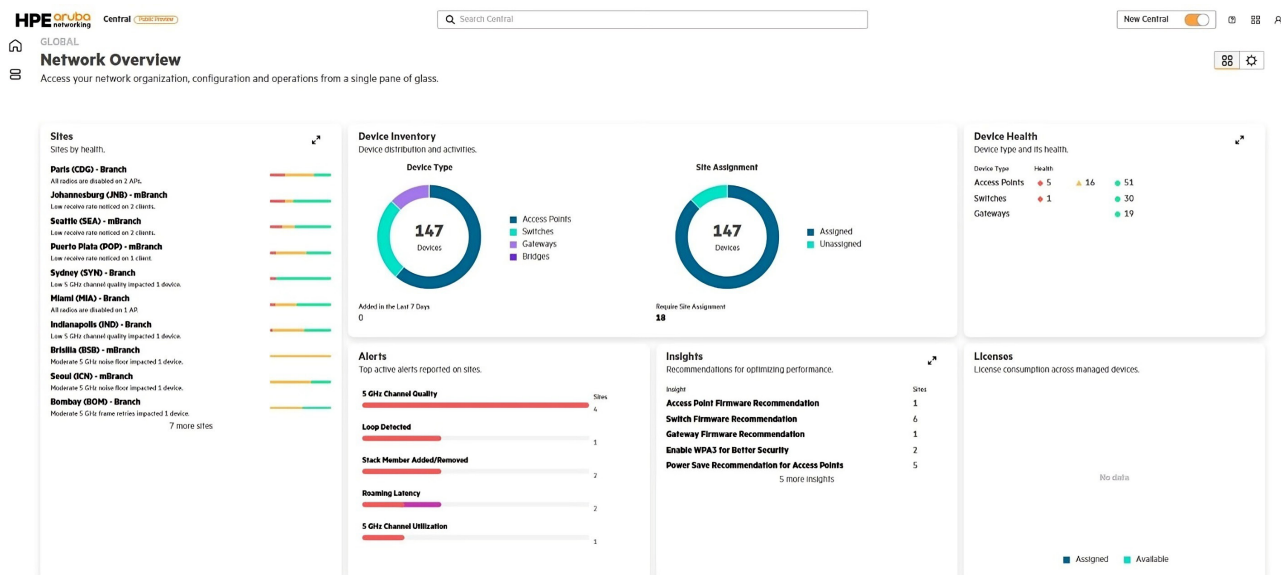 HPE aruba networking
Central Public Preview
Search Central
New Central
GLOBAL
Network Overview
Access your network organization, configuration and operations from a single pane of glass.
Sites
Sites by health.
Paris (CDG) - Branch
All radios are disabled on 2 APs.
Johannesburg (JNB) - mBranch
Low receive rate noticed on 2 clients.
Seattle (SEA) - mBranch
Low receive rate noticed on 2 clients.
Puerto Plata (POP) - mBranch
Low receive rate noticed on 1 client.
Sydney (SYN) - Branch
Low 5 GHz channel quality impacted 1 device.
Miami (MIA) - Branch
All radios are disabled on 1 AP.
Indianapolis (IND) - Branch
Low 5 GHz channel quality impacted 1 device.
Brisilia (BSB) - mBranch
Moderate 5 GHz noise floor impacted 1 device.
Seoul (ICN) - mBranch
Moderate 5 GHz noise floor impacted 1 device.
Bombay (BOM) - Branch
Moderate 5 GHz frame retries impacted 1 device.
7 more sites
Device Inventory
Device distribution and activities.
Device Type
147
Devices
Access Points
Switches
Gateways
Bridges
Added in the Last 7 Days
0
Site Assignment
147
Devices
Assigned
Unassigned
Require Site Assignment
18
Device Health
Device type and its health.
Device Type Health
Access Points 5 16 51
Switches 1 30
Gateways 19
Alerts
Top active alerts reported on sites.
Sites
5 GHz Channel Quality
4
Loop Detected
1
Stack Member Added/Removed
2
Roaming Latency
2
5 GHz Channel Utilization
1
Insights
Recommendations for optimizing performance.
Insight Sites
Access Point Firmware Recommendation 1
Switch Firmware Recommendation 6
Gateway Firmware Recommendation 1
Enable WPA3 for Better Security 2
Power Save Recommendation for Access Points 5
5 more insights
Licenses
License consumption across managed devices.
No data
Assigned Available